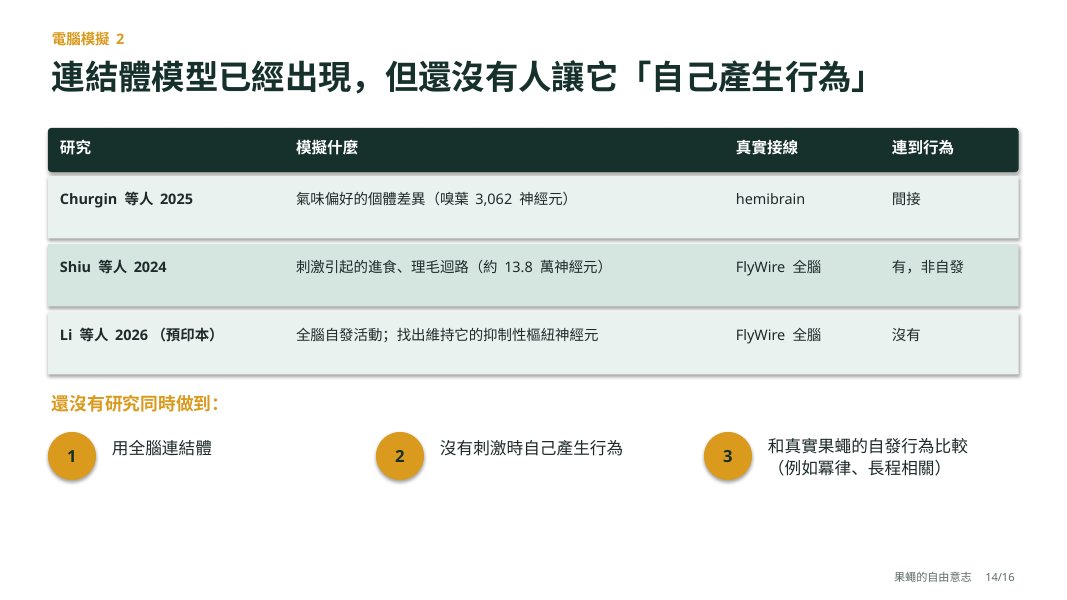 電腦模擬 2
連結體模型已經出現，但還沒有人讓它「自己產生行為」
研究 模擬什麼 真實接線 連到行為
Churgin 等人 2025 氣味偏好的個體差異（嗅葉 3,062 神經元） hemibrain 間接
Shiu 等人 2024 刺激引起的進食、理毛迴路（約 13.8 萬神經元） FlyWire 全腦 有，非自發
Li 等人 2026 （預印本） 全腦自發活動；找出維持它的抑制性樞紐神經元 FlyWire 全腦 沒有
還沒有研究同時做到：
1 用全腦連結體
2 沒有刺激時自己產生行為
3 和真實果蠅的自發行為比較
（例如冪律、長程相關）
果蠅的自由意志 14/16